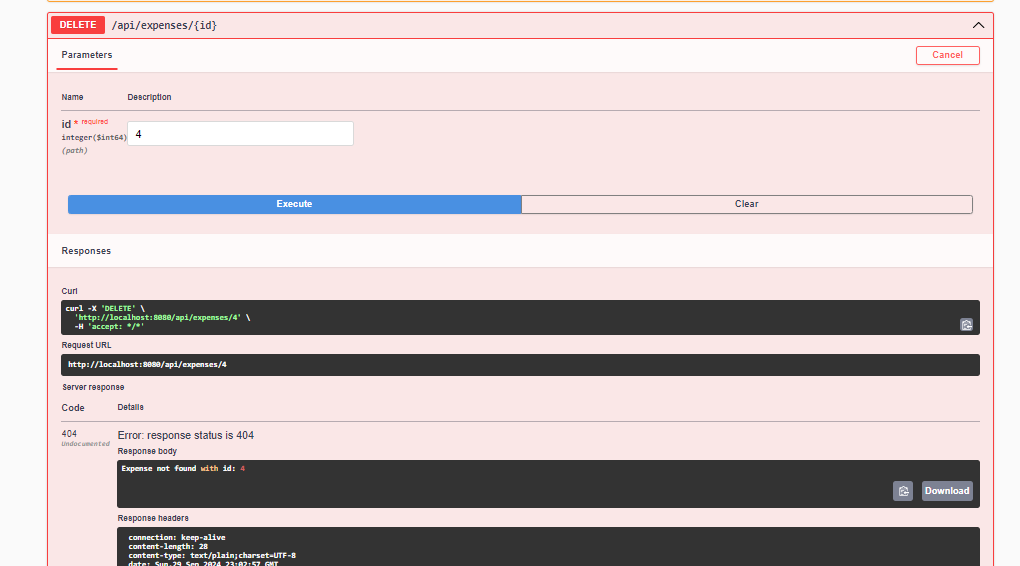 DELETE /api/expenses/{id}
Parameters
Cancel
Name Description
id * required
integer($int64)
(path)
4
Execute Clear
Responses
Curl
curl -X 'DELETE' \
'http://localhost:8080/api/expenses/4' \
-H 'accept: */*'
Request URL
http://localhost:8080/api/expenses/4
Server response
Code Details
404
Undocumented
Error: response status is 404
Response body
Expense not found with id: 4
Download
Response headers
connection: keep-alive
content-length: 28
content-type: text/plain;charset=UTF-8
date: Sun,29 Sep 2024 23:02:57 GMT